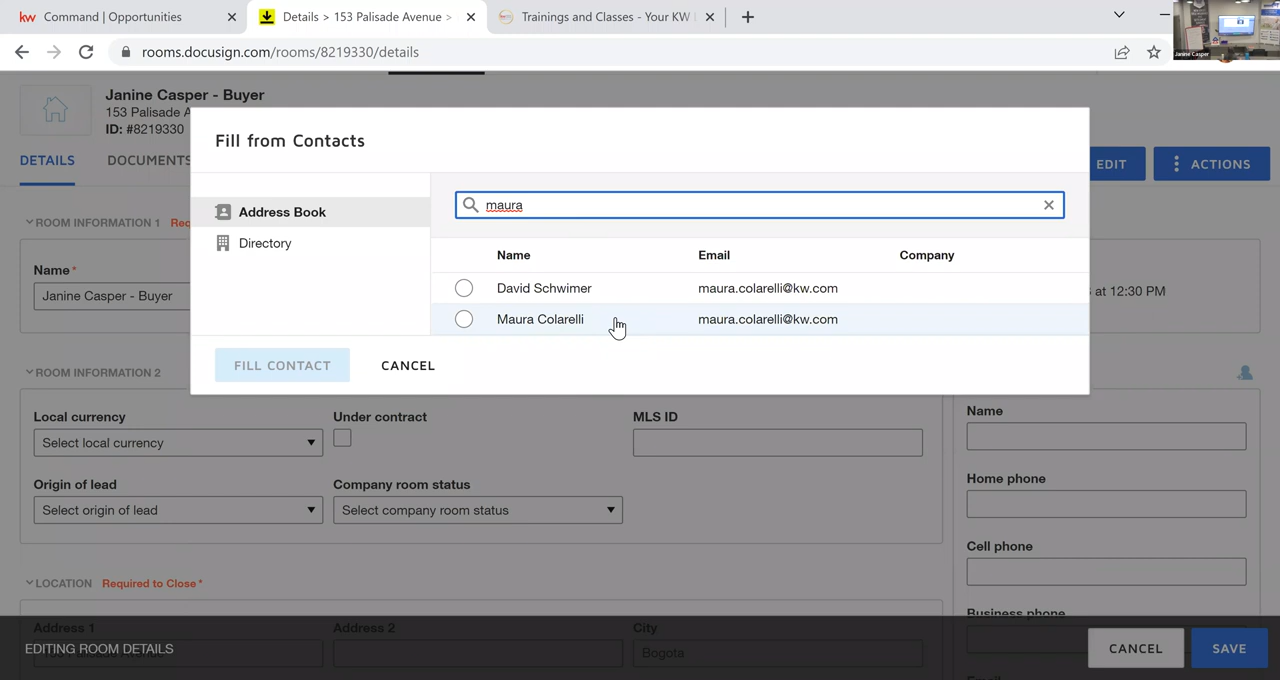 Command | Opportunities
Details > 153 Palisade Avenue >
Trainings and Classes - Your KW
rooms.docusign.com/rooms/8219330/details
Janine Casper
Janine Casper - Buyer
153 Palisade A
ID: #8219330
DETAILS
DOCUMENTS
EDIT
ACTIONS
Fill from Contacts
Address Book
Directory
maura
Name Email Company
David Schwimer maura.colarelli@kw.com
Maura Colarelli maura.colarelli@kw.com
FILL CONTACT
CANCEL
ROOM INFORMATION 1 Req
Name*
Janine Casper - Buyer
at 12:30 PM
ROOM INFORMATION 2
Local currency Under contract MLS ID
Select local currency
Origin of lead Company room status
Select origin of lead Select company room status
Name
Home phone
Cell phone
Business phone
LOCATION Required to Close*
Address 1 Address 2 City
Palisade Avenue Bogota
EDITING ROOM DETAILS
CANCEL
SAVE